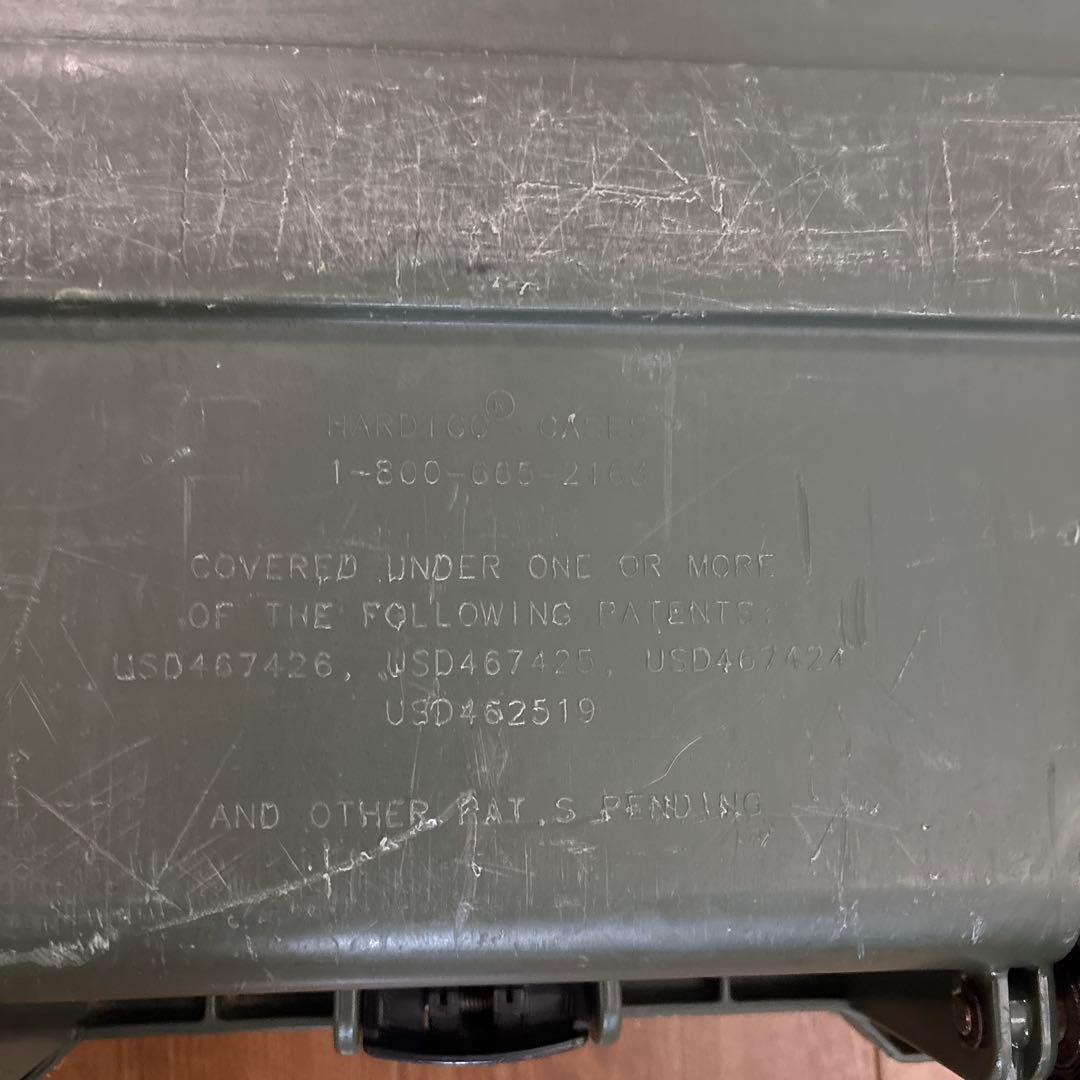 HARDIGG® CASES
1-800-665-2163
COVERED UNDER ONE OR MORE
OF THE FOLLOWING PATENTS:
USD467426, USD467425, USD467424
USD462519
AND OTHER PAT.S PENDING